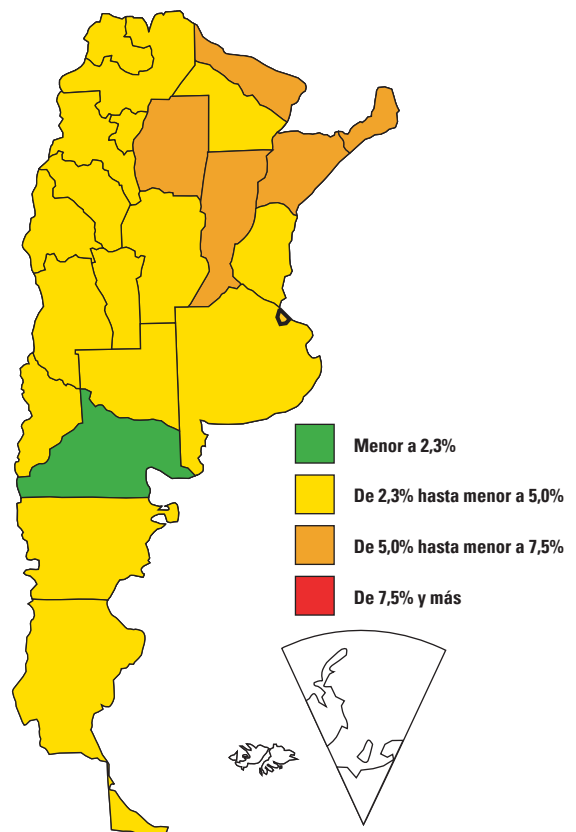 Menor a 2,3%
De 2,3% hasta menor a 5,0%
De 5,0% hasta menor a 7,5%
De 7,5% y más